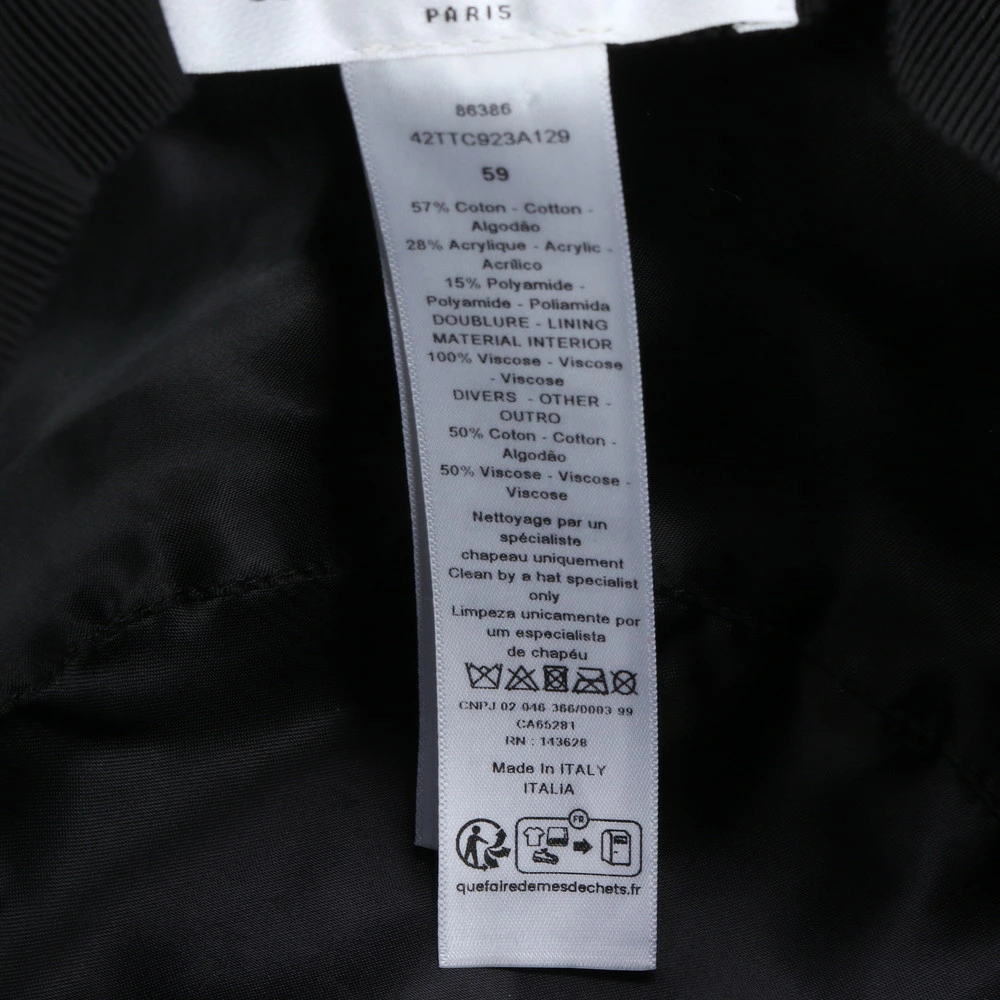 PARIS
86386
42TTC923A129
59
57% Coton - Cotton -
Algodão
28% Acrylique - Acrylic -
Acrílico
15% Polyamide -
Polyamide - Poliamida
DOUBLURE - LINING
MATERIAL INTERIOR
100% Viscose - Viscose
- Viscose
DIVERS - OTHER -
OUTRO
50% Coton - Cotton -
Algodão
50% Viscose - Viscose -
Viscose
Nettoyage par un
spécialiste
chapeau uniquement
Clean by a hat specialist
only
Limpeza unicamente por
um especialista
de chapéu
CNPJ 02 046 366/0003 99
CA65281
RN : 143628
Made In ITALY
ITALIA
FR
quefairedemesdechets.fr